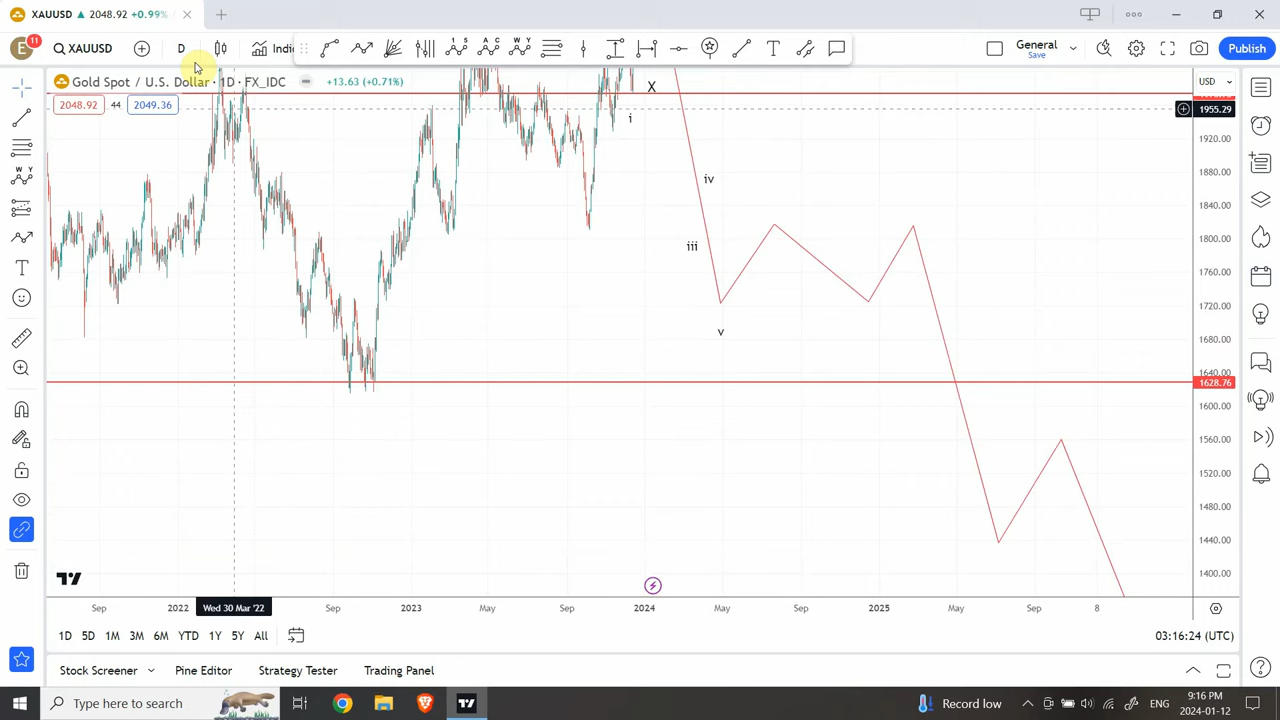 XAUUSD ▲ 2048.92 +0.99%
E 11 XAUUSD D Indi General Save Publish
Gold Spot / U.S. Dollar · 1D · FX_IDC +13.63 (+0.71%) USD
2048.92 44 2049.36
X
i
1955.29
1920.00
iv
1880.00
1840.00
iii
1800.00
1760.00
1720.00
v
1680.00
1640.00
1628.76
1600.00
1560.00
1520.00
1480.00
1440.00
1400.00
Sep 2022 Wed 30 Mar '22 Sep 2023 May Sep 2024 May Sep 2025 May Sep 8
1D 5D 1M 3M 6M YTD 1Y 5Y All 03:16:24 (UTC)
Stock Screener Pine Editor Strategy Tester Trading Panel
Type here to search Record low 9:16 PM
2024-01-12